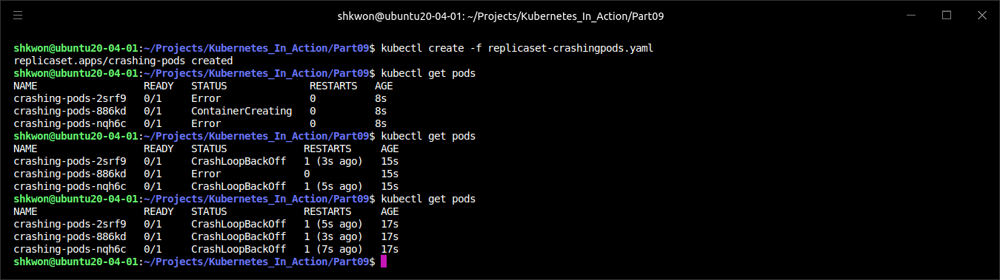 shkwon@ubuntu20-04-01: ~/Projects/Kubernetes_In_Action/Part09
shkwon@ubuntu20-04-01:~/Projects/Kubernetes_In_Action/Part09$ kubectl create -f replicaset-crashingpods.yaml
replicaset.apps/crashing-pods created
shkwon@ubuntu20-04-01:~/Projects/Kubernetes_In_Action/Part09$ kubectl get pods
NAME                  READY   STATUS              RESTARTS   AGE
crashing-pods-2srf9   0/1     Error               0          8s
crashing-pods-886kd   0/1     ContainerCreating   0          8s
crashing-pods-nqh6c   0/1     Error               0          8s
shkwon@ubuntu20-04-01:~/Projects/Kubernetes_In_Action/Part09$ kubectl get pods
NAME                  READY   STATUS             RESTARTS     AGE
crashing-pods-2srf9   0/1     CrashLoopBackOff   1 (3s ago)   15s
crashing-pods-886kd   0/1     Error              0            15s
crashing-pods-nqh6c   0/1     CrashLoopBackOff   1 (5s ago)   15s
shkwon@ubuntu20-04-01:~/Projects/Kubernetes_In_Action/Part09$ kubectl get pods
NAME                  READY   STATUS             RESTARTS     AGE
crashing-pods-2srf9   0/1     CrashLoopBackOff   1 (5s ago)   17s
crashing-pods-886kd   0/1     CrashLoopBackOff   1 (3s ago)   17s
crashing-pods-nqh6c   0/1     CrashLoopBackOff   1 (7s ago)   17s
shkwon@ubuntu20-04-01:~/Projects/Kubernetes_In_Action/Part09$